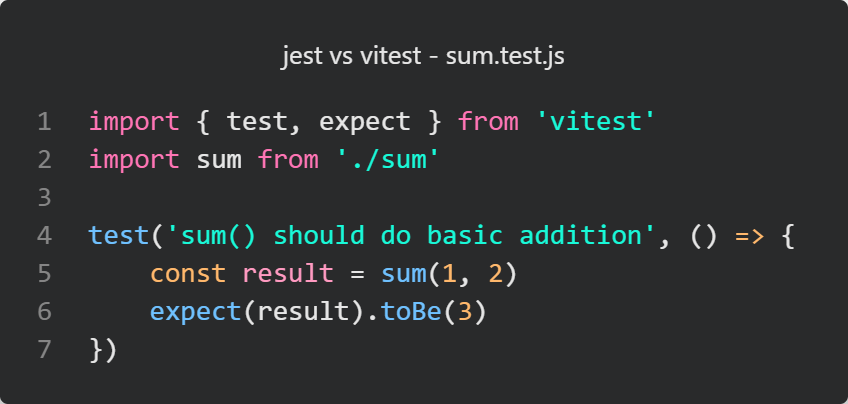 jest vs vitest - sum.test.js
1 import { test, expect } from 'vitest'
2 import sum from './sum'
3
4 test('sum() should do basic addition', () => {
5     const result = sum(1, 2)
6     expect(result).toBe(3)
7 })